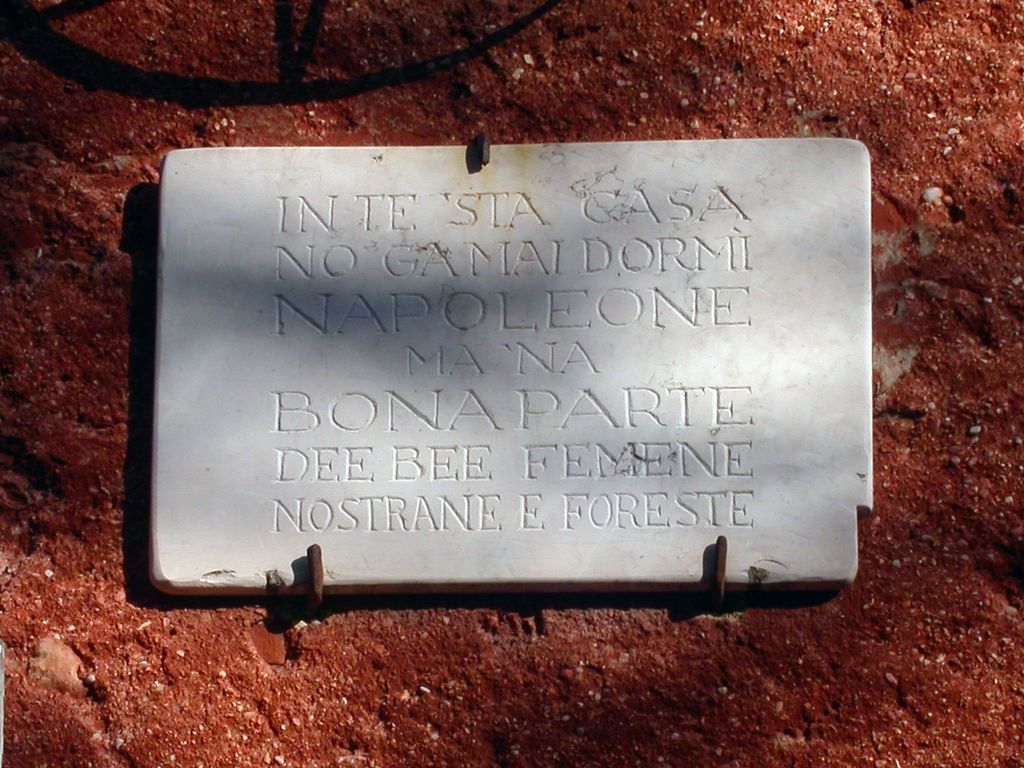 IN TE 'STA CASA
NO GA MAI DORMÌ
NAPOLEONE
MA 'NA
BONA PARTE
DEE BEE FEMENE
NOSTRANE E FORESTE